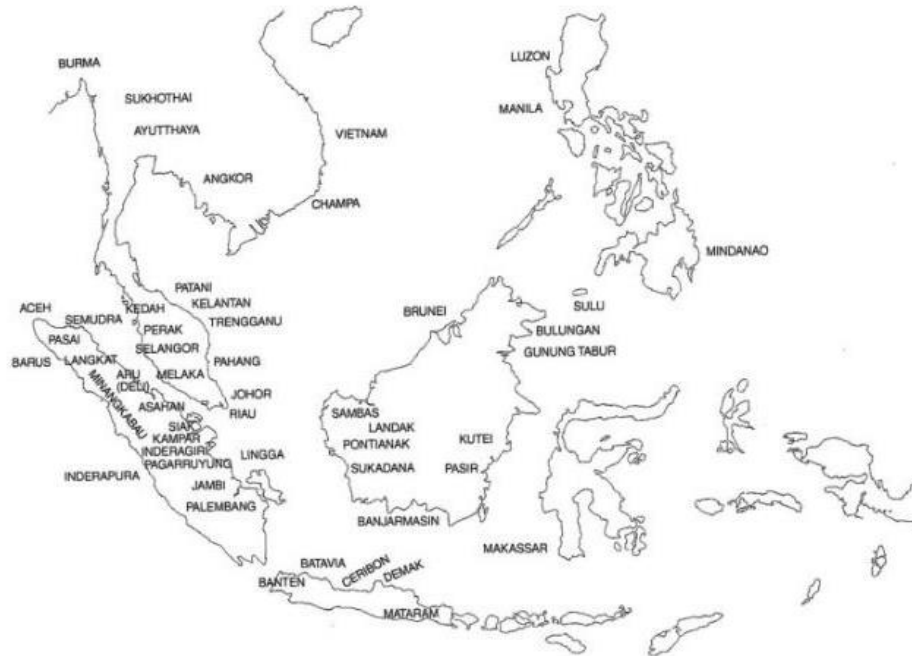 LUZON
BURMA
SUKHOTHAI
MANILA
AYUTTHAYA
VIETNAM
ANGKOR
CHAMPA
MINDANAO
PATANI
KELANTAN
ACEH
KEDAH
SULU
SEMUDRA
TRENGGANU
BRUNEI
PERAK
BULUNGAN
PASAI
SELANGOR
GUNUNG TABUR
BARUS
LANGKAT
PAHANG
ARU
(DELI)
MELAKA
MINANGKABAU
JOHOR
ASAHAN
RIAU
SAMBAS
SIAK
LANDAK
KAMPAR
PONTIANAK
KUTEI
INDERAGIRI
LINGGA
PAGARRUYUNG
SUKADANA
PASIR
INDERAPURA
JAMBI
PALEMBANG
BANJARMASIN
MAKASSAR
BATAVIA
CERIBON
DEMAK
BANTEN
MATARAM